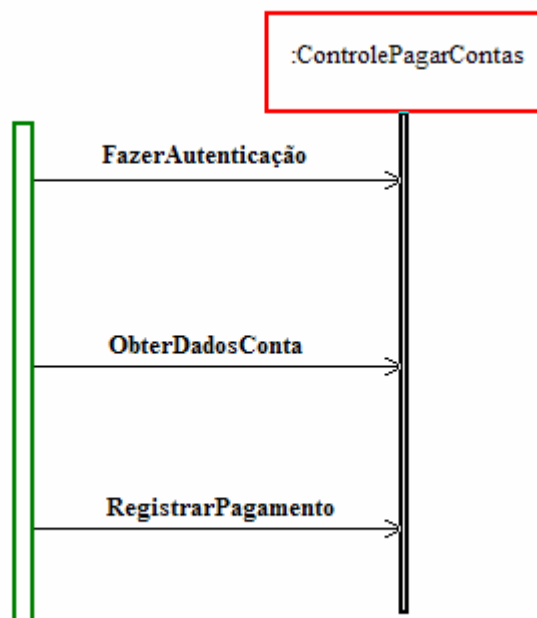 :ControlePagarContas
FazerAutenticação
ObterDadosConta
RegistrarPagamento